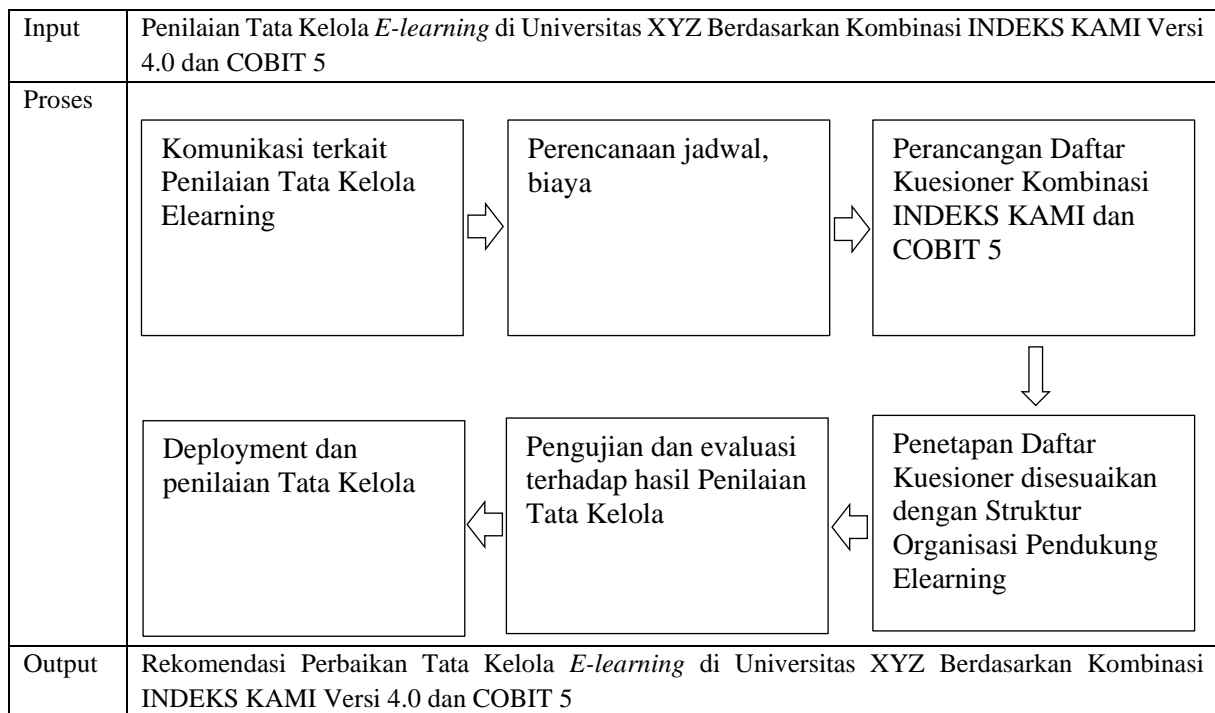 Input
Penilaian Tata Kelola E-learning di Universitas XYZ Berdasarkan Kombinasi INDEKS KAMI Versi
4.0 dan COBIT 5
Proses
Komunikasi terkait
Penilaian Tata Kelola
Elearning
Perencanaan jadwal,
biaya
Perancangan Daftar
Kuesioner Kombinasi
INDEKS KAMI dan
COBIT 5
Penetapan Daftar
Kuesioner disesuaikan
dengan Struktur
Organisasi Pendukung
Elearning
Pengujian dan evaluasi
terhadap hasil Penilaian
Tata Kelola
Deployment dan
penilaian Tata Kelola
Output
Rekomendasi Perbaikan Tata Kelola E-learning di Universitas XYZ Berdasarkan Kombinasi
INDEKS KAMI Versi 4.0 dan COBIT 5